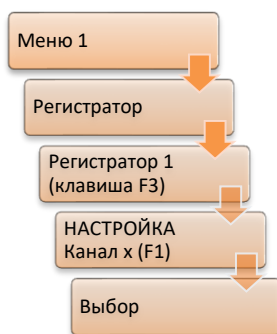 Меню 1
Регистратор
Регистратор 1
(клавиша F3)
НАСТРОЙКА
Канал x (F1)
Выбор